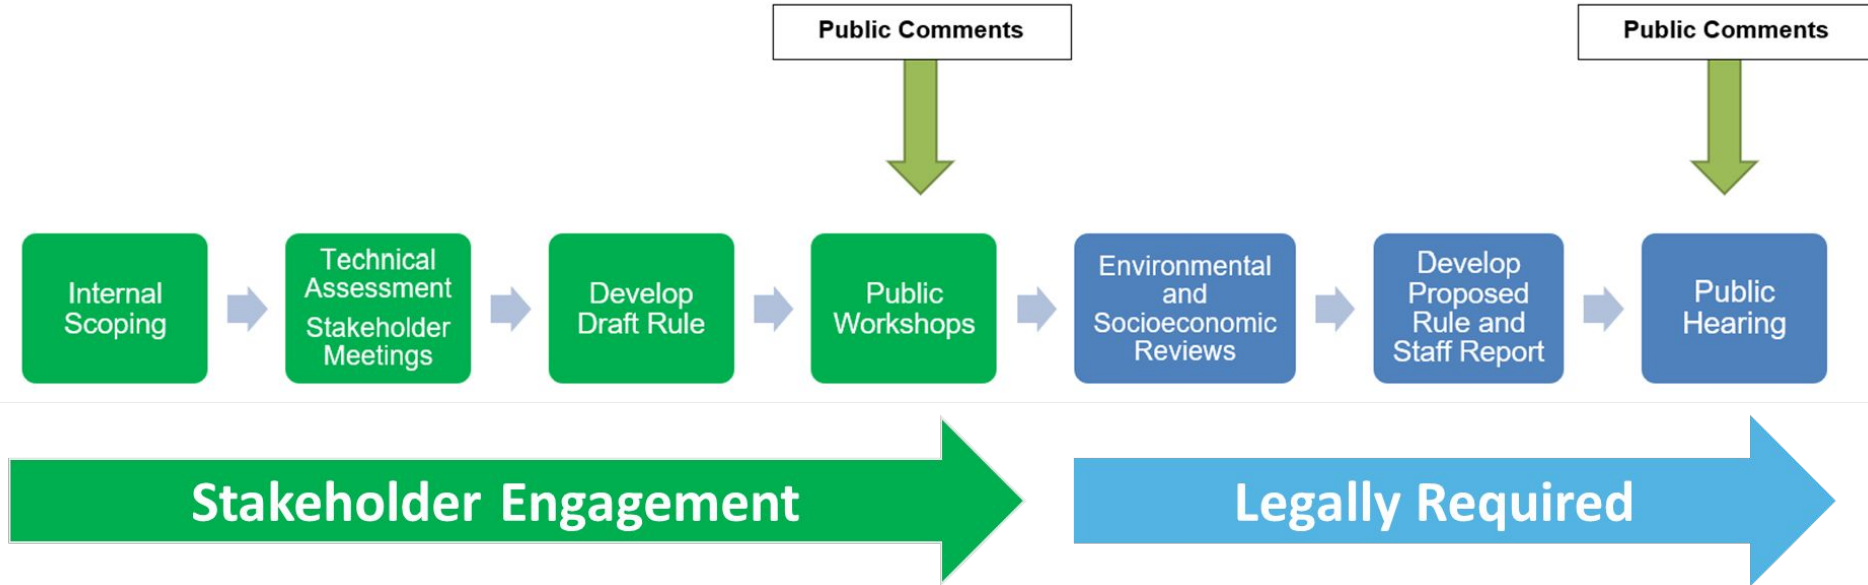 Public Comments
Public Comments
Internal
Scoping
Technical
Assessment
Stakeholder
Meetings
Develop
Draft Rule
Public
Workshops
Environmental
and
Socioeconomic
Reviews
Develop
Proposed
Rule and
Staff Report
Public
Hearing
Stakeholder Engagement
Legally Required